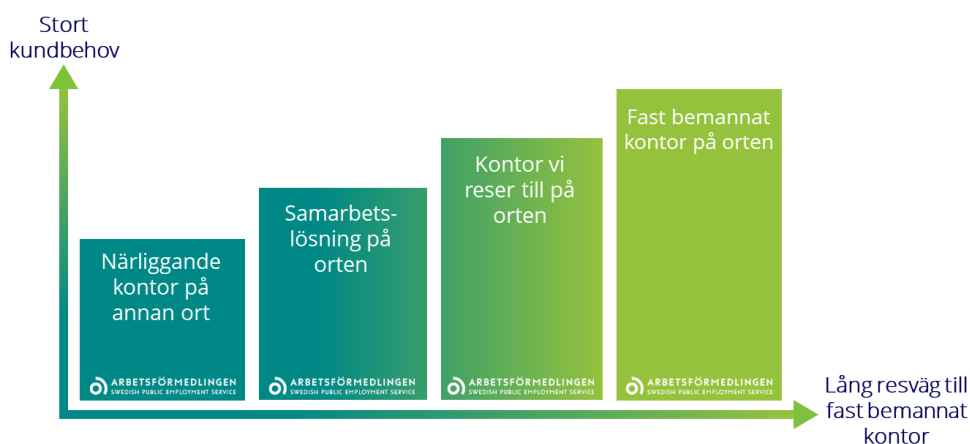 Stort
kundbehov
Närliggande
kontor på
annan ort
ARBETSFÖRMEDLINGEN
SWEDISH PUBLIC EMPLOYMENT SERVICE
Samarbets-
lösning på
orten
ARBETSFÖRMEDLINGEN
SWEDISH PUBLIC EMPLOYMENT SERVICE
Kontor vi
reser till på
orten
ARBETSFÖRMEDLINGEN
SWEDISH PUBLIC EMPLOYMENT SERVICE
Fast bemannat
kontor på orten
ARBETSFÖRMEDLINGEN
SWEDISH PUBLIC EMPLOYMENT SERVICE
Lång resväg till
fast bemannat
kontor